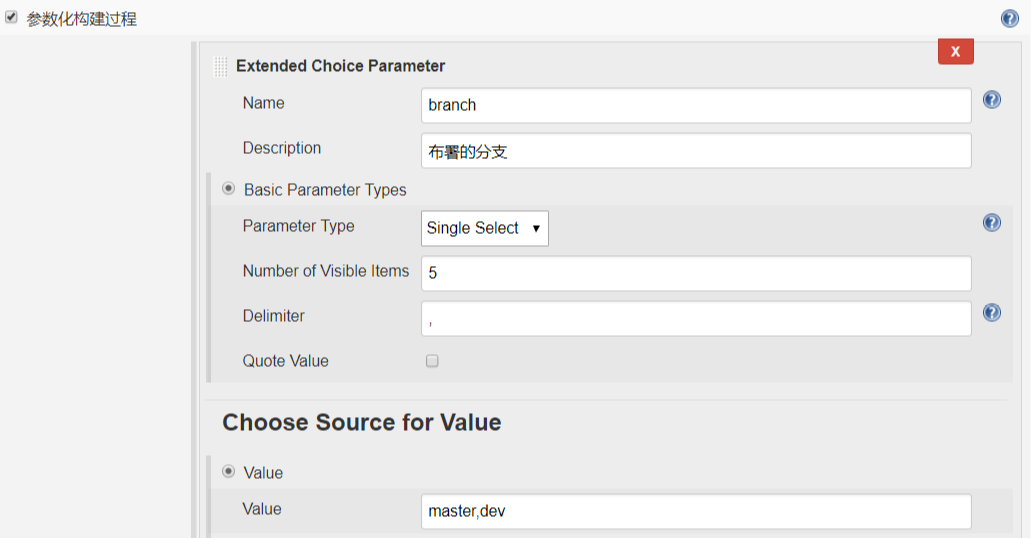 参数化构建过程
X
Extended Choice Parameter
Name
branch
Description
布署的分支
Basic Parameter Types
Parameter Type
Single Select
Number of Visible Items
5
Delimiter
,
Quote Value
Choose Source for Value
Value
Value
master,dev